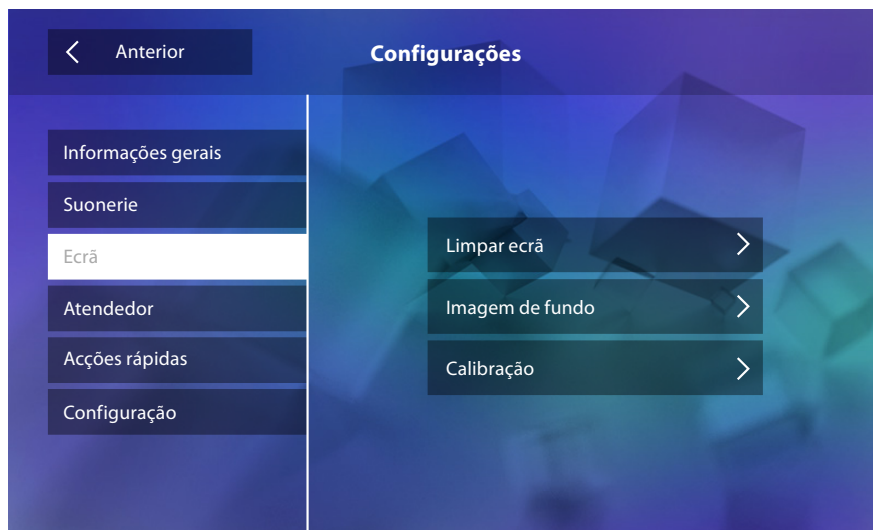 Anterior
Configurações
Informações gerais
Suonerie
Ecrã
Atendedor
Acções rápidas
Configuração
Limpar ecrã
Imagem de fundo
Calibração